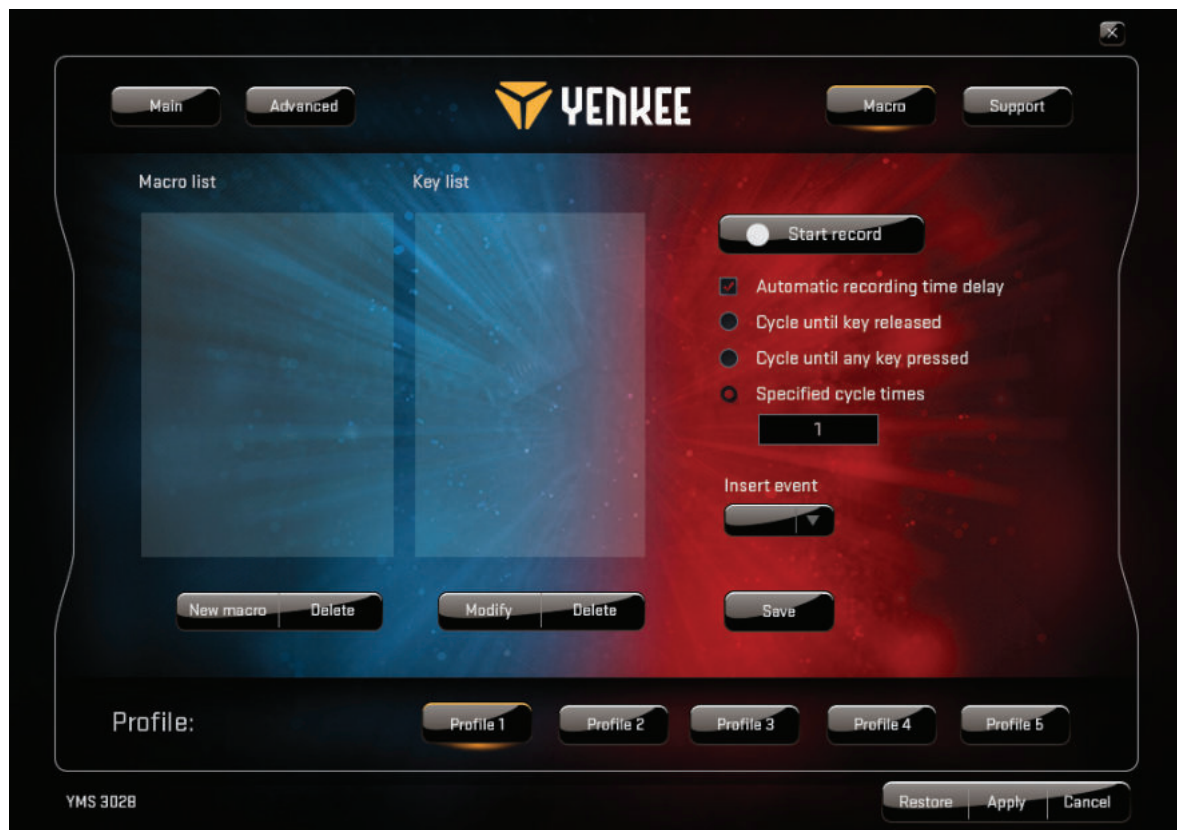 Main Advanced YENKEE Macro Support
Macro list Key list
Start record
Automatic recording time delay
Cycle until key released
Cycle until any key pressed
Specified cycle times
1
Insert event
New macro Delete Modify Delete Save
Profile: Profile 1 Profile 2 Profile 3 Profile 4 Profile 5
YMS 3028 Restore Apply Cancel